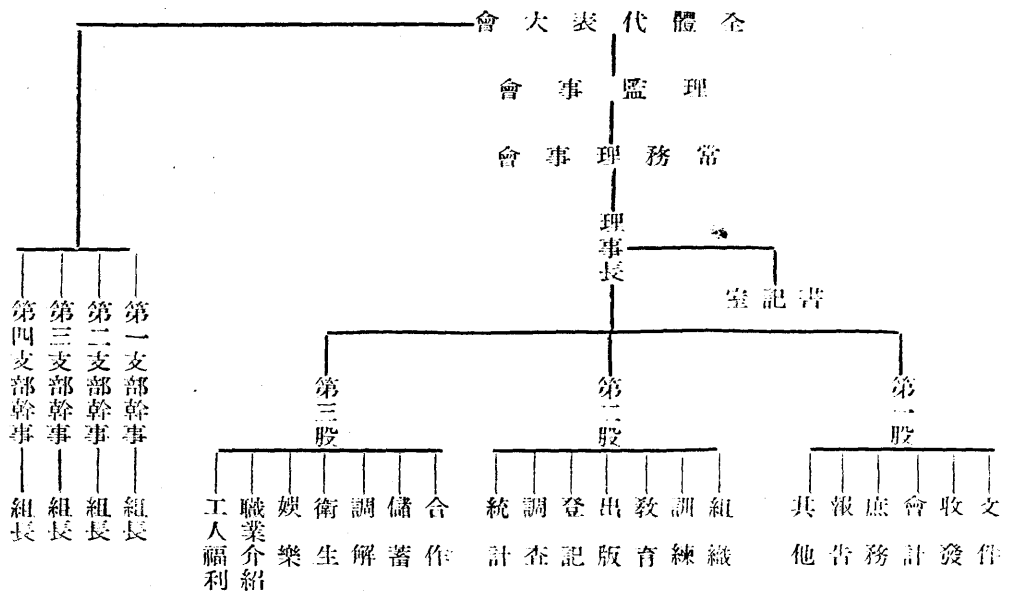 全體代表大會
理監事會
常務理事會
理事長
書記室
第一股
文件
收發
會計
庶務
報告
其他
第二股
組織
訓練
教育
出版
登記
調查
統計
第三股
合作
儲蓄
調解
衛生
娛樂
職業介紹
工人福利
第一支部幹事
組長
第二支部幹事
組長
第三支部幹事
組長
第四支部幹事
組長